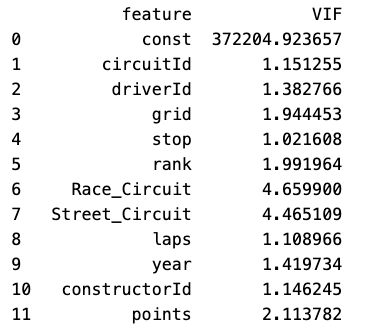 feature VIF
0 const 372204.923657
1 circuitId 1.151255
2 driverId 1.382766
3 grid 1.944453
4 stop 1.021608
5 rank 1.991964
6 Race_Circuit 4.659900
7 Street_Circuit 4.465109
8 laps 1.108966
9 year 1.419734
10 constructorId 1.146245
11 points 2.113782